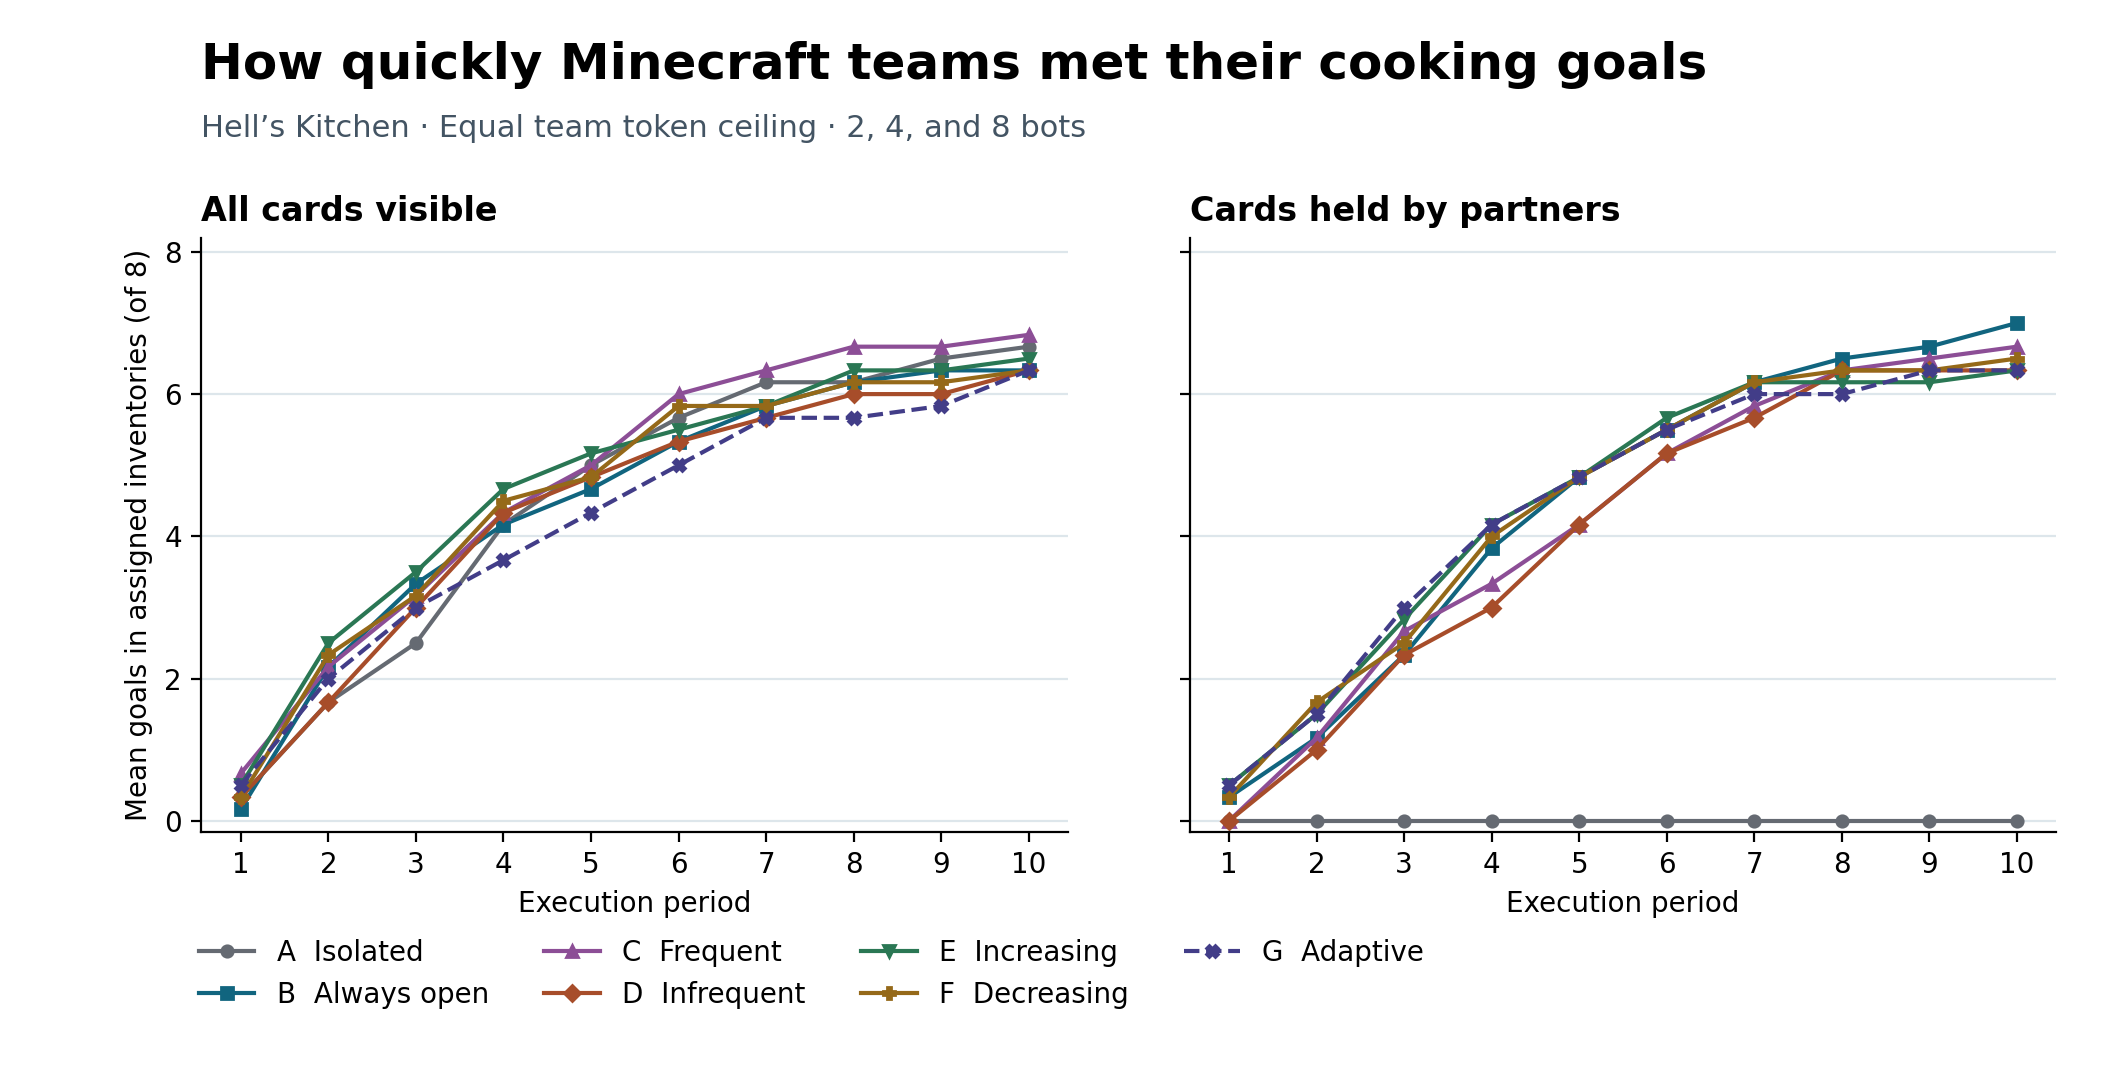 How quickly Minecraft teams met their cooking goals
Hell’s Kitchen · Equal team token ceiling · 2, 4, and 8 bots
All cards visible
Mean goals in assigned inventories (of 8)
8
6
4
2
0
1 2 3 4 5 6 7 8 9 10
Execution period
Cards held by partners
1 2 3 4 5 6 7 8 9 10
Execution period
A Isolated
B Always open
C Frequent
D Infrequent
E Increasing
F Decreasing
G Adaptive